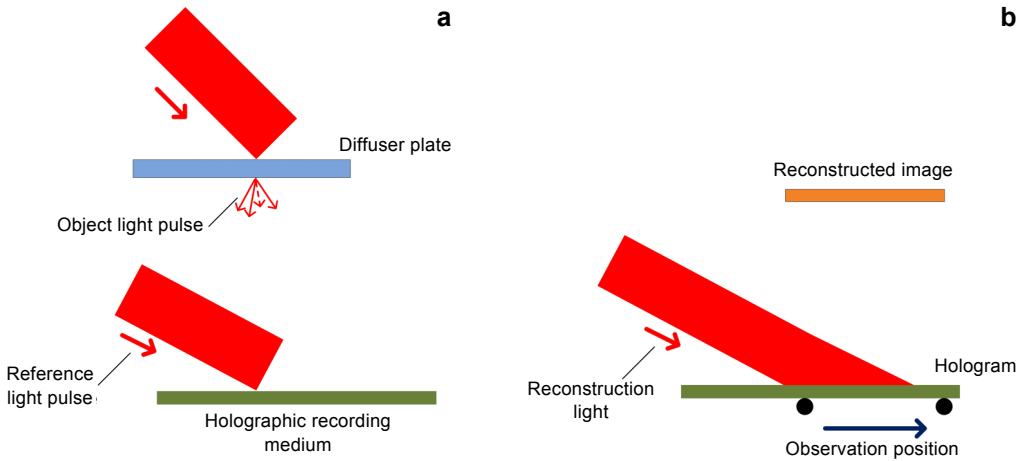 a
Diffuser plate
Object light pulse
Reference
light pulse
Holographic recording
medium
b
Reconstructed image
Reconstruction
light
Hologram
Observation position